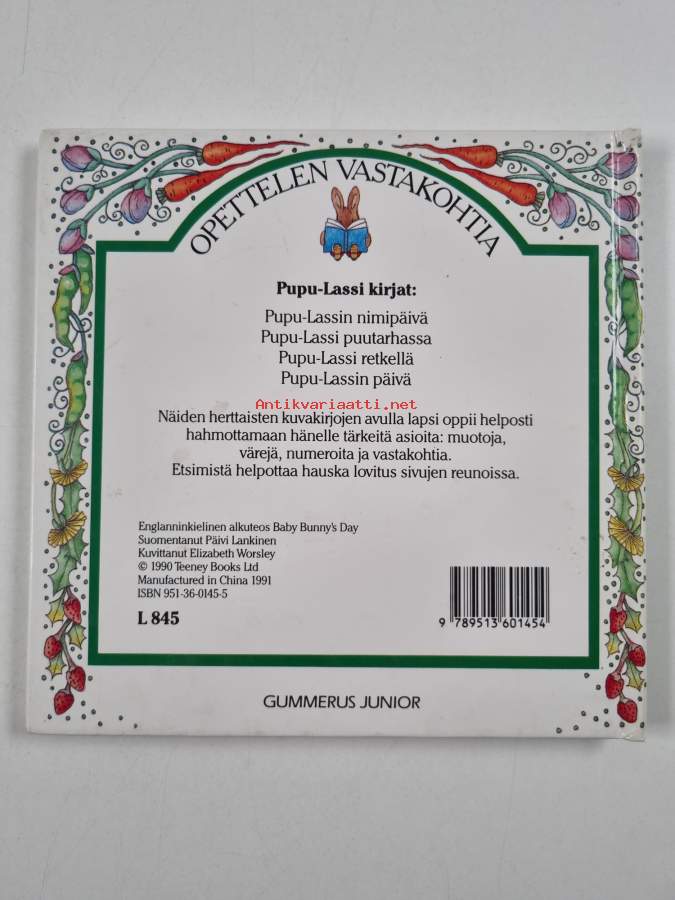 OPETTELEN VASTAKOHTIA
Pupu-Lassi kirjat:
Pupu-Lassin nimipäivä
Pupu-Lassi puutarhassa
Pupu-Lassi retkellä
Pupu-Lassin päivä
Antikvariaatti.net
Näiden herttaisten kuvakirjojen avulla lapsi oppii helposti
hahmottamaan hänelle tärkeitä asioita: muotoja,
värejä, numeroita ja vastakohtia.
Etsimistä helpottaa hauska lovitus sivujen reunoissa.
Englanninkielinen alkuteos Baby Bunny's Day
Suomentanut Päivi Lankinen
Kuvittanut Elizabeth Worsley
© 1990 Teeney Books Ltd
Manufactured in China 1991
ISBN 951-36-0145-5
L 845
9 789513 601454
GUMMERUS JUNIOR